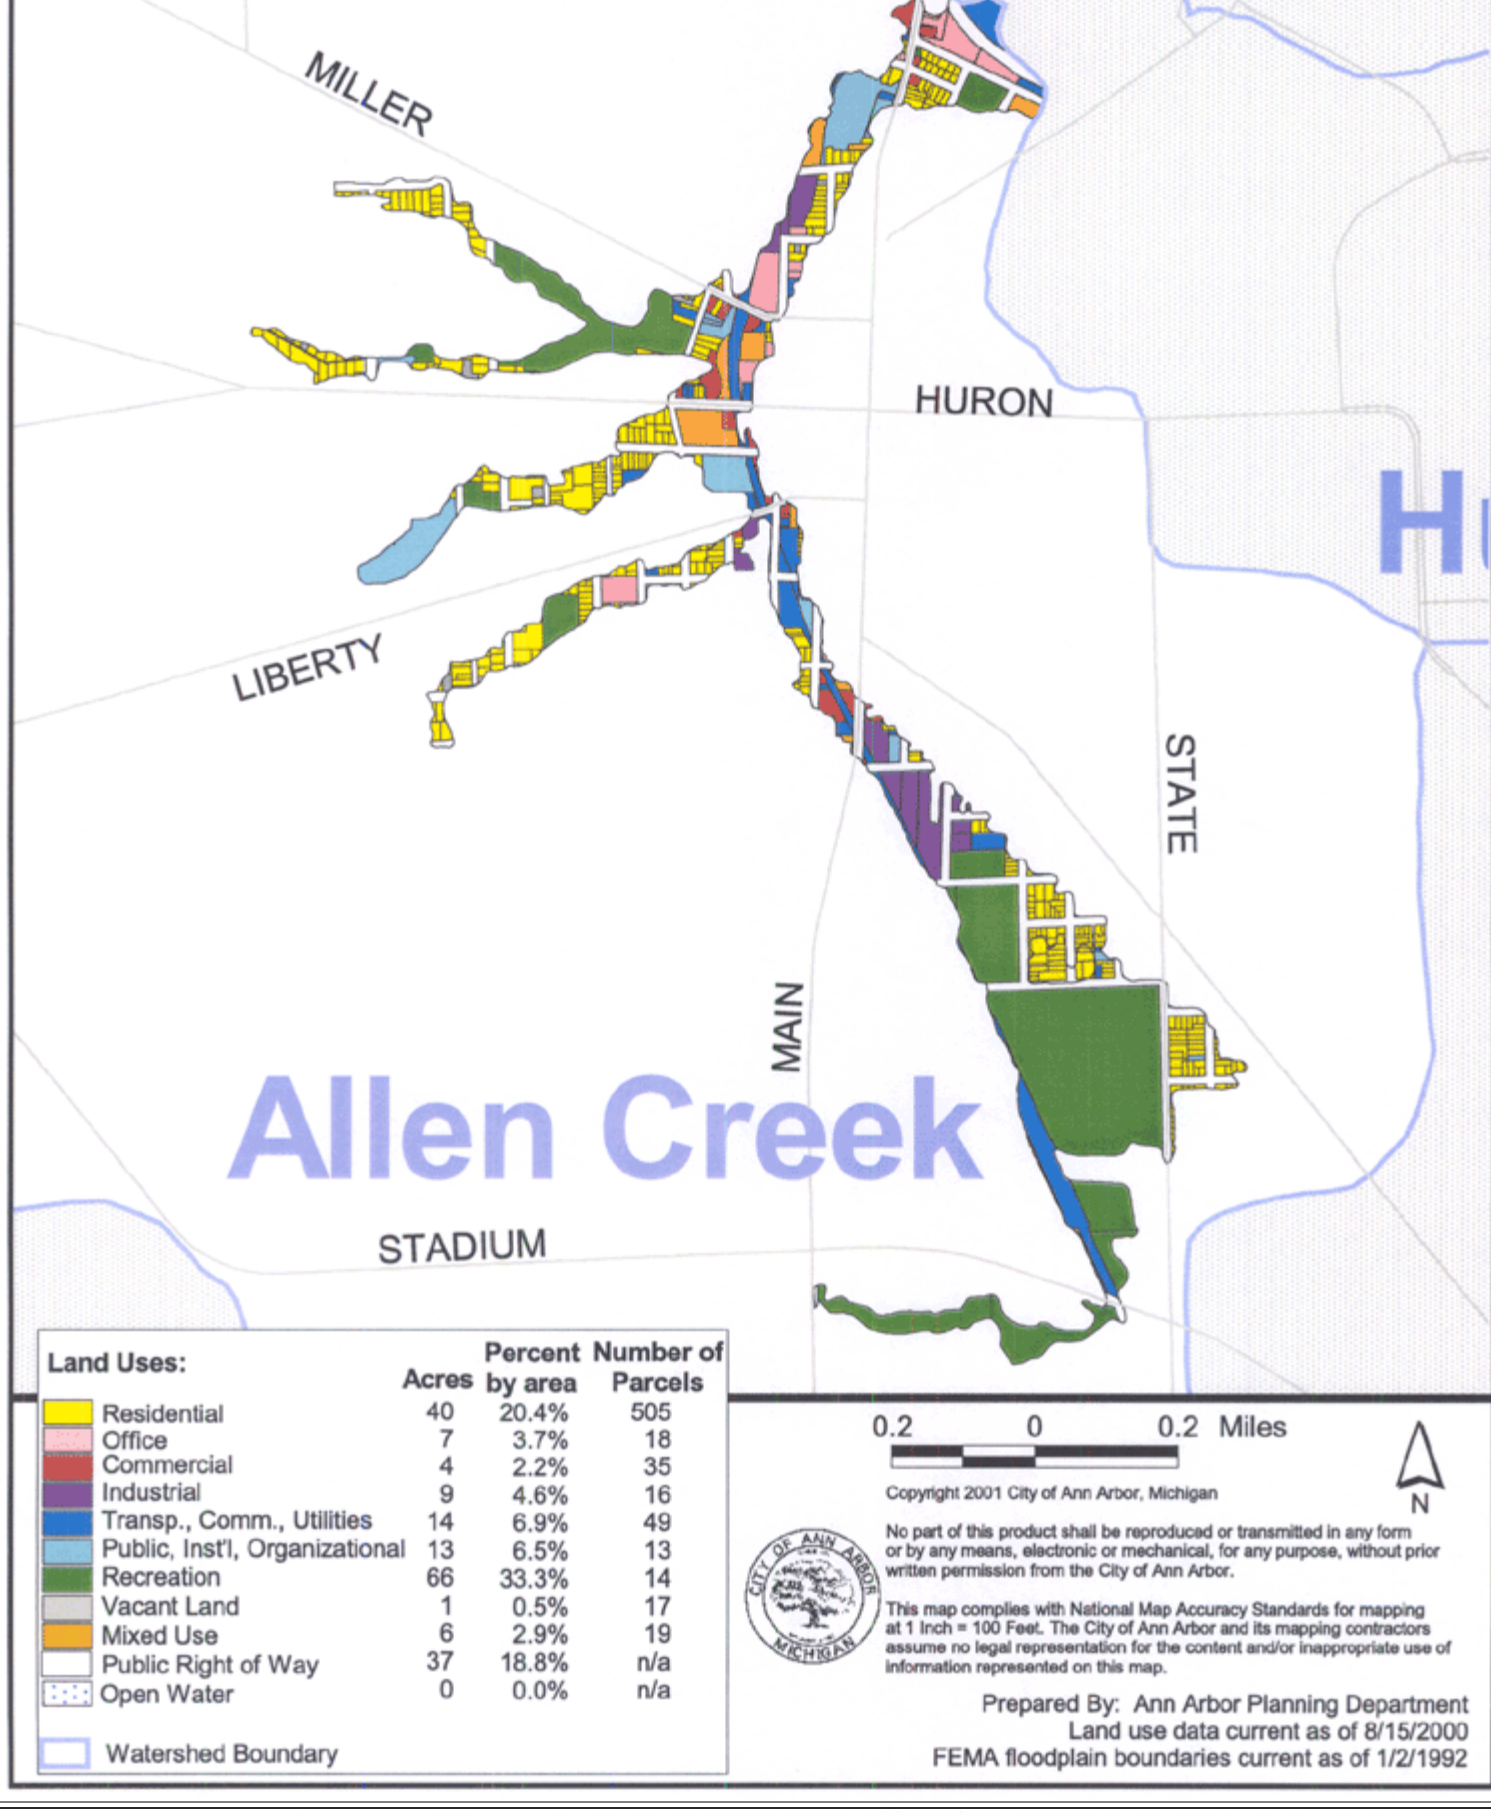 MILLER
HURON
Hu
LIBERTY
STATE
MAIN
Allen Creek
STADIUM
Land Uses: Acres Percent by area Number of Parcels
Residential 40 20.4% 505
Office 7 3.7% 18
Commercial 4 2.2% 35
Industrial 9 4.6% 16
Transp., Comm., Utilities 14 6.9% 49
Public, Inst'l, Organizational 13 6.5% 13
Recreation 66 33.3% 14
Vacant Land 1 0.5% 17
Mixed Use 6 2.9% 19
Public Right of Way 37 18.8% n/a
Open Water 0 0.0% n/a
Watershed Boundary
0.2 0 0.2 Miles
N
Copyright 2001 City of Ann Arbor, Michigan
No part of this product shall be reproduced or transmitted in any form
or by any means, electronic or mechanical, for any purpose, without prior
written permission from the City of Ann Arbor.
This map complies with National Map Accuracy Standards for mapping
at 1 Inch = 100 Feet. The City of Ann Arbor and its mapping contractors
assume no legal representation for the content and/or inappropriate use of
information represented on this map.
CITY OF ANN ARBOR
MICHIGAN
Prepared By: Ann Arbor Planning Department
Land use data current as of 8/15/2000
FEMA floodplain boundaries current as of 1/2/1992